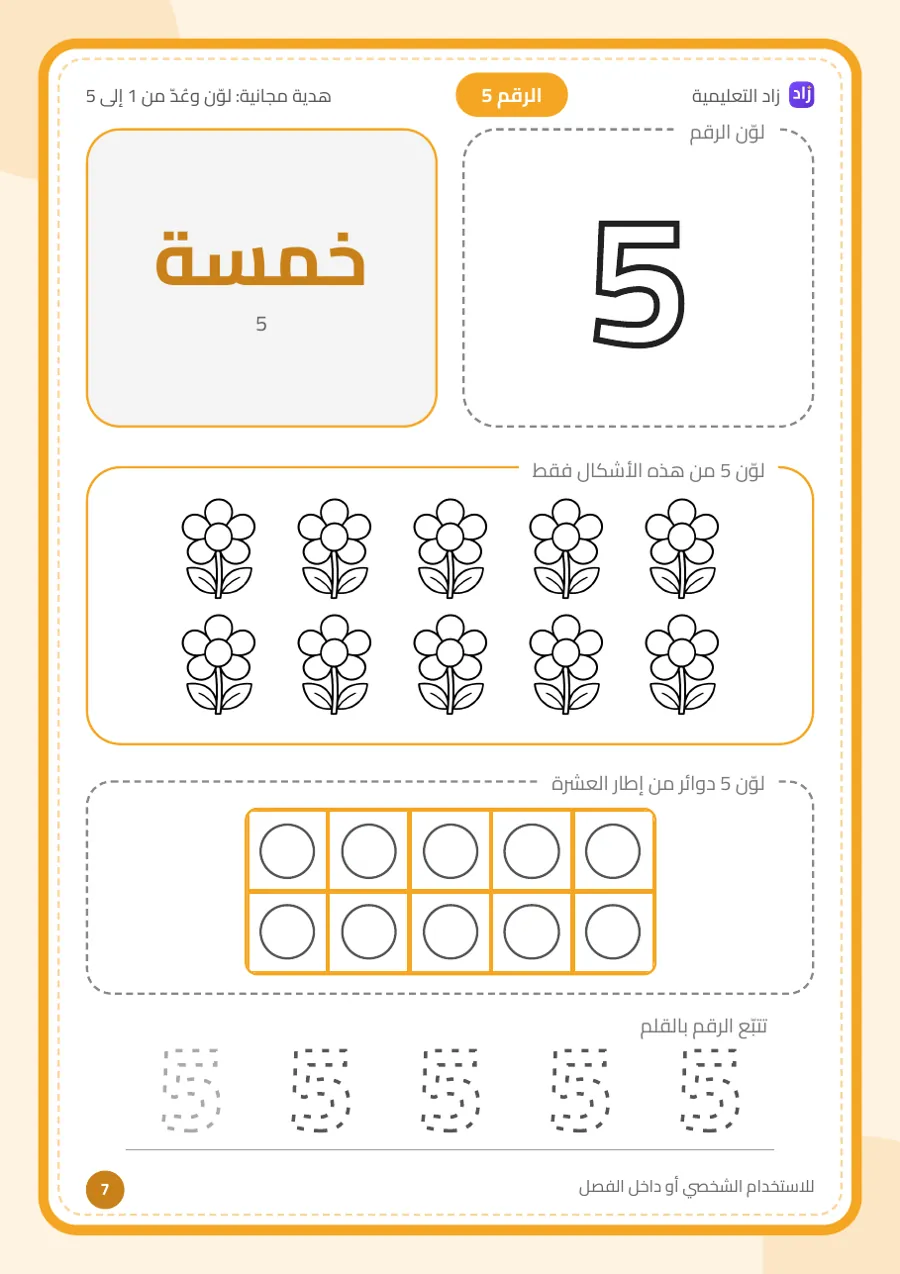 زاد
زاد التعليمية
الرقم 5
هدية مجانية: لوّن وعُدّ من 1 إلى 5
لوّن الرقم
5
خمسة
5
لوّن 5 من هذه الأشكال فقط
لوّن 5 دوائر من إطار العشرة
تتبّع الرقم بالقلم
5 5 5 5 5
للاستخدام الشخصي أو داخل الفصل
7